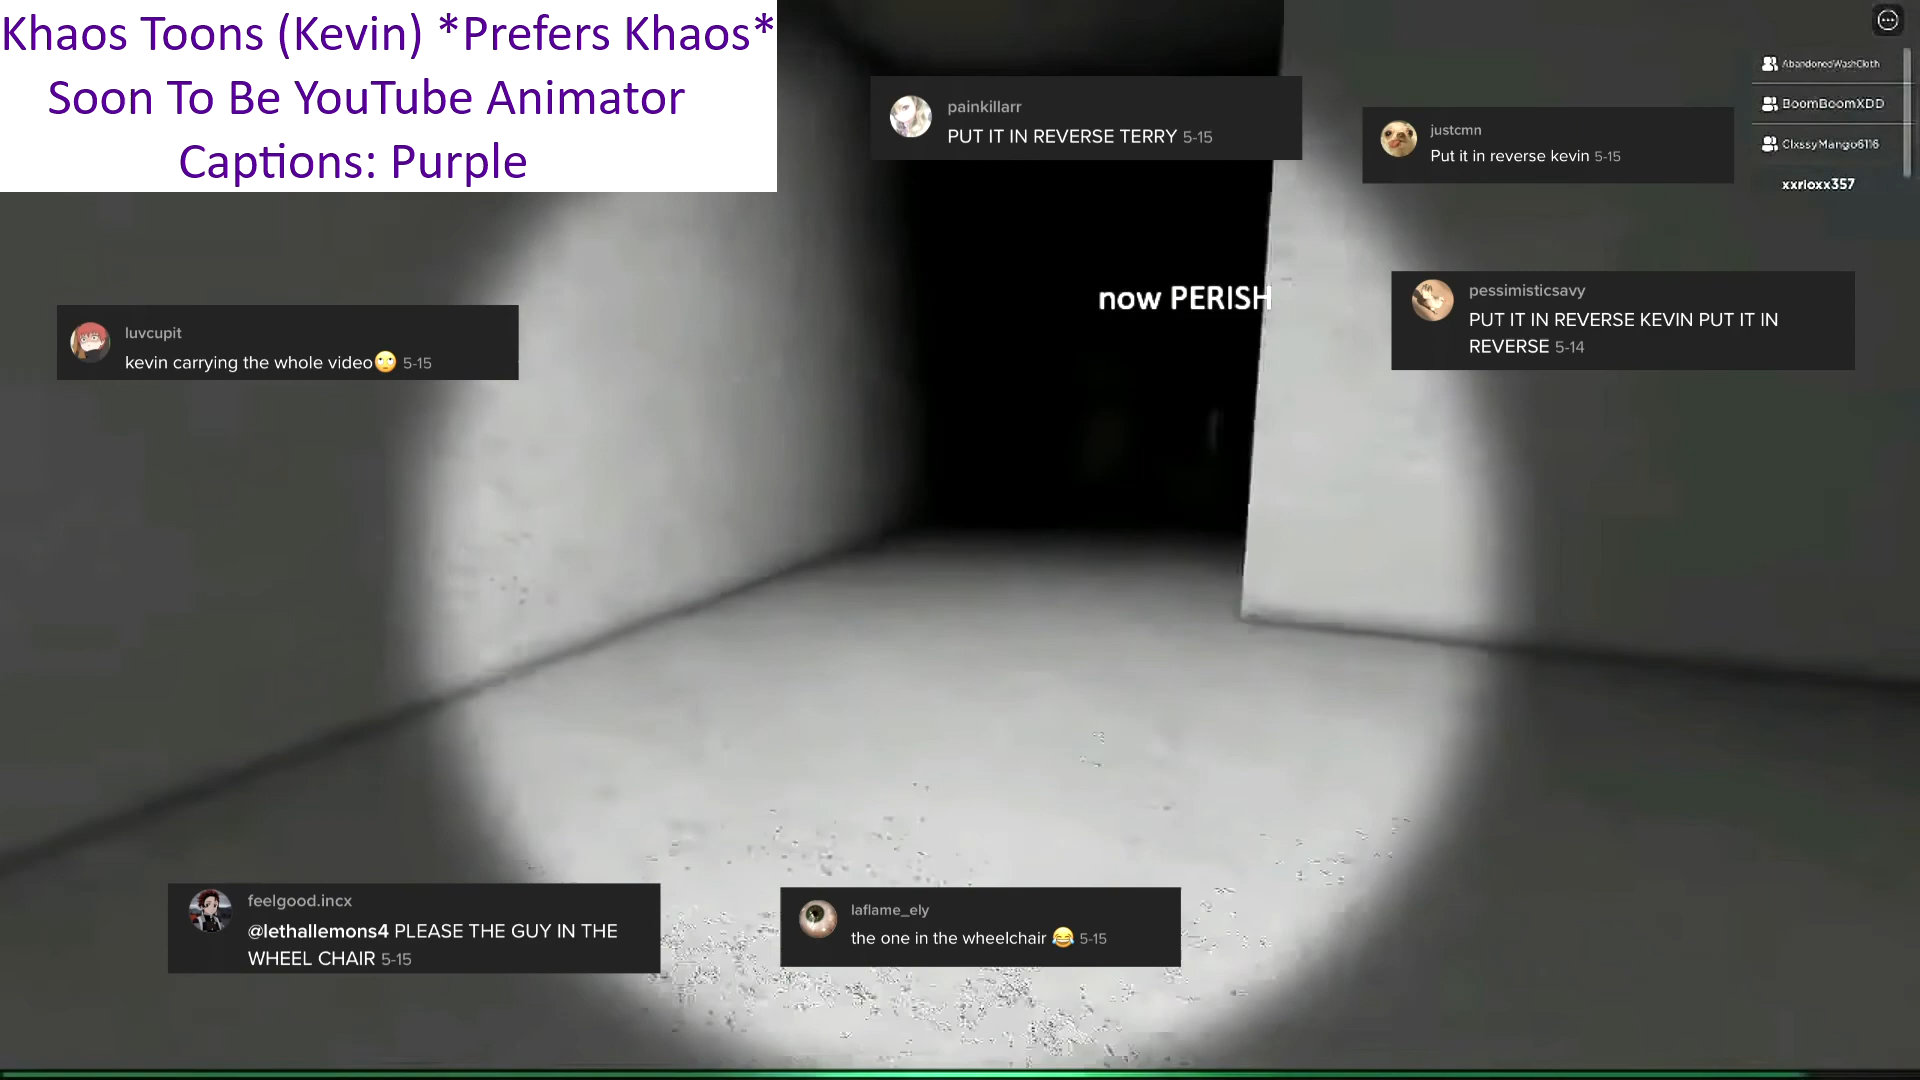 Khaos Toons (Kevin) *Prefers Khaos*
Soon To Be YouTube Animator
Captions: Purple
painkillarr
PUT IT IN REVERSE TERRY 5-15
justcmn
Put it in reverse kevin 5-15
AbandonedWashCloth
BoomBoomXDD
ClxssyMango6116
xxrioxx357
now PERISH
pessimisticsavy
PUT IT IN REVERSE KEVIN PUT IT IN
REVERSE 5-14
luvcupit
kevin carrying the whole video🙄 5-15
feelgood.incx
@lethallemons4 PLEASE THE GUY IN THE
WHEEL CHAIR 5-15
laflame_ely
the one in the wheelchair 😂 5-15